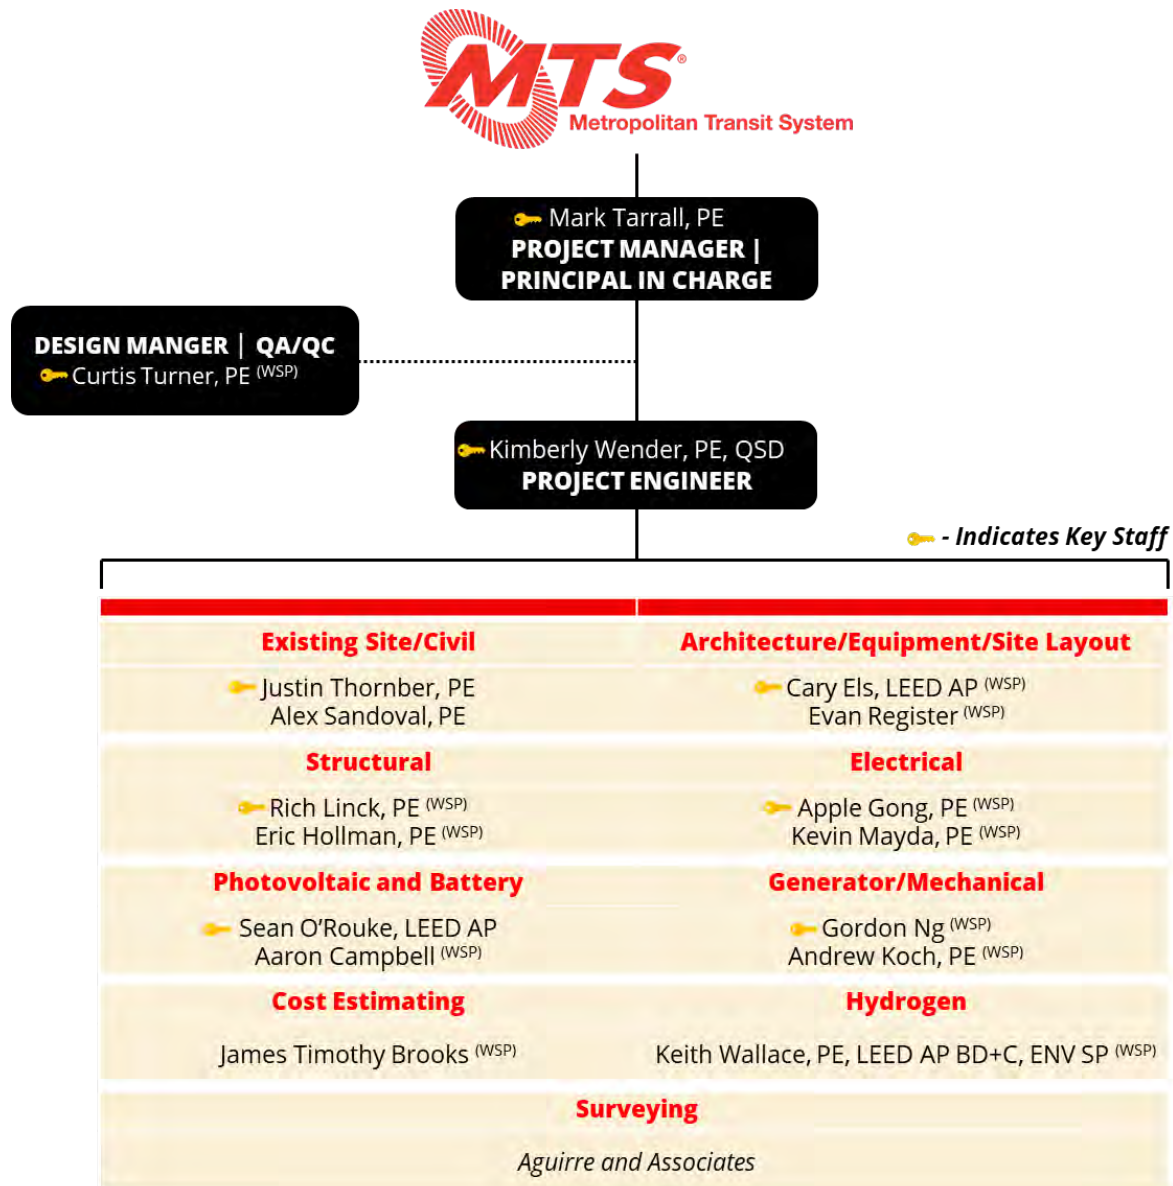 MTS®
Metropolitan Transit System
Mark Tarrall, PE
PROJECT MANAGER |
PRINCIPAL IN CHARGE
DESIGN MANGER | QA/QC
Curtis Turner, PE (WSP)
Kimberly Wender, PE, QSD
PROJECT ENGINEER
- Indicates Key Staff
Existing Site/Civil
Justin Thornber, PE
Alex Sandoval, PE
Architecture/Equipment/Site Layout
Cary Els, LEED AP (WSP)
Evan Register (WSP)
Structural
Rich Linck, PE (WSP)
Eric Hollman, PE (WSP)
Electrical
Apple Gong, PE (WSP)
Kevin Mayda, PE (WSP)
Photovoltaic and Battery
Sean O’Rouke, LEED AP
Aaron Campbell (WSP)
Generator/Mechanical
Gordon Ng (WSP)
Andrew Koch, PE (WSP)
Cost Estimating
James Timothy Brooks (WSP)
Hydrogen
Keith Wallace, PE, LEED AP BD+C, ENV SP (WSP)
Surveying
Aguirre and Associates